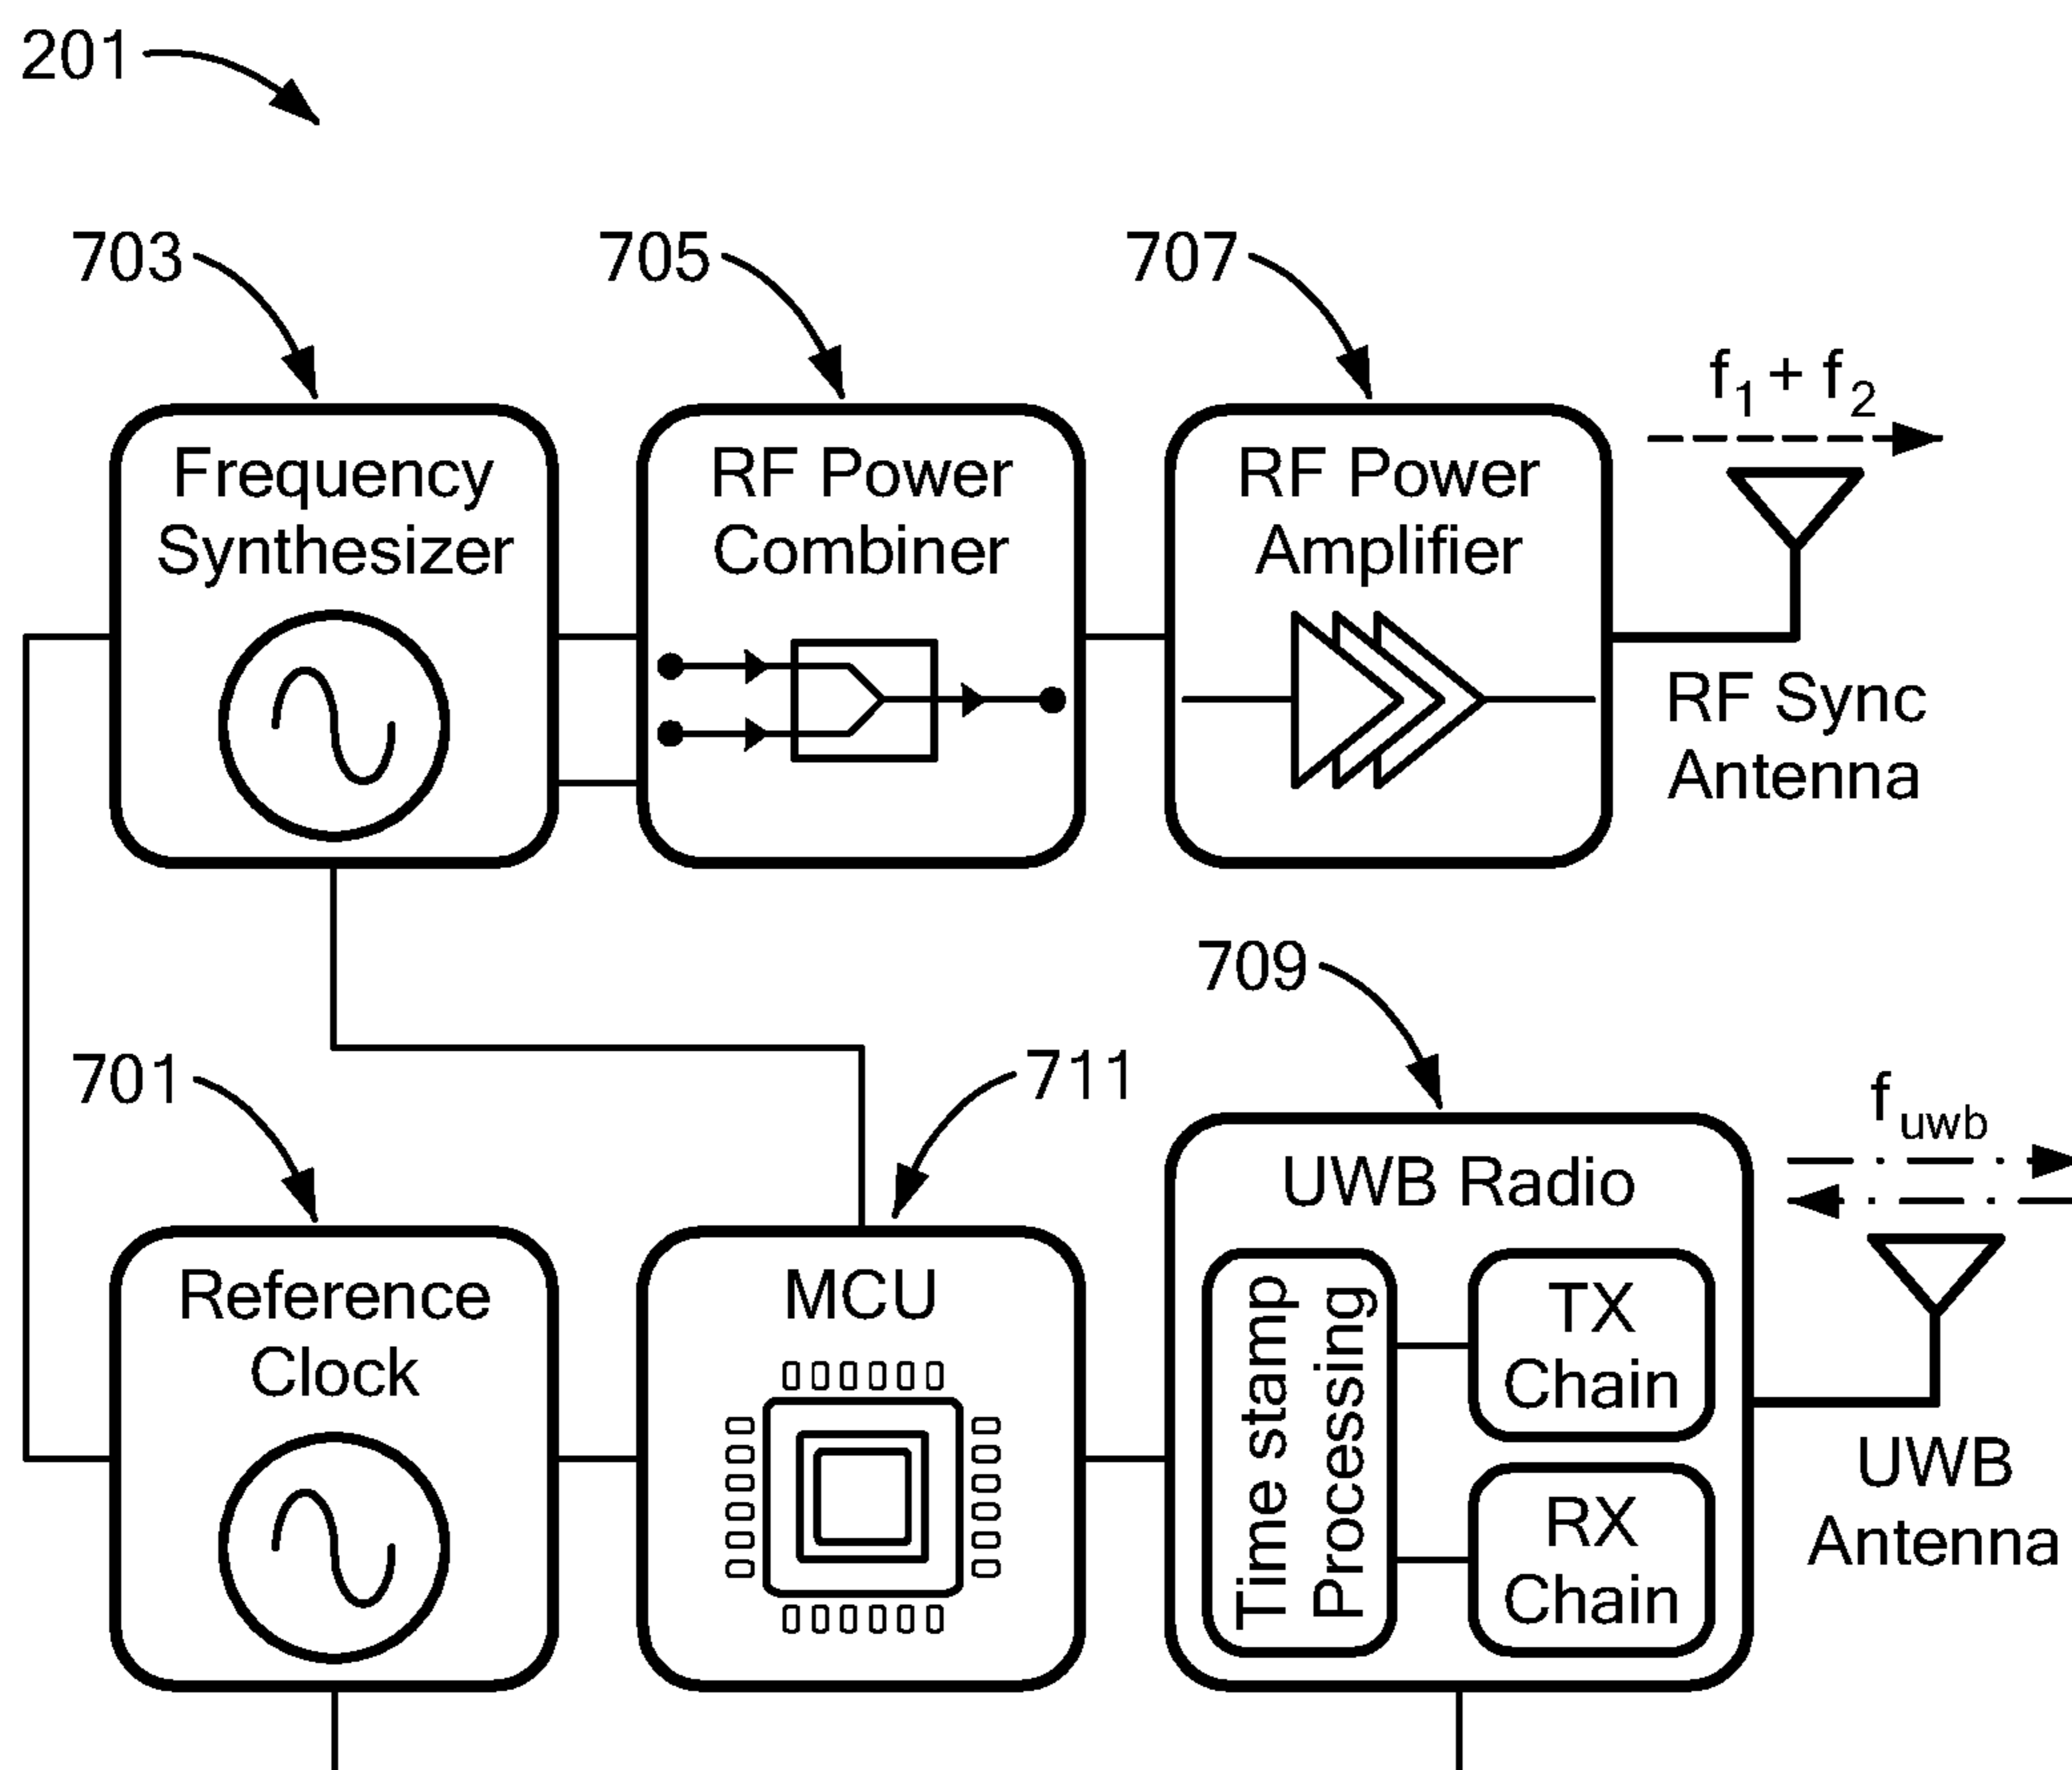 201
703
705
707
f1 + f2
Frequency
Synthesizer
RF Power
Combiner
RF Power
Amplifier
RF Sync
Antenna
709
701
711
fuwb
Reference
Clock
MCU
UWB Radio
Time stamp
Processing
TX
Chain
RX
Chain
UWB
Antenna